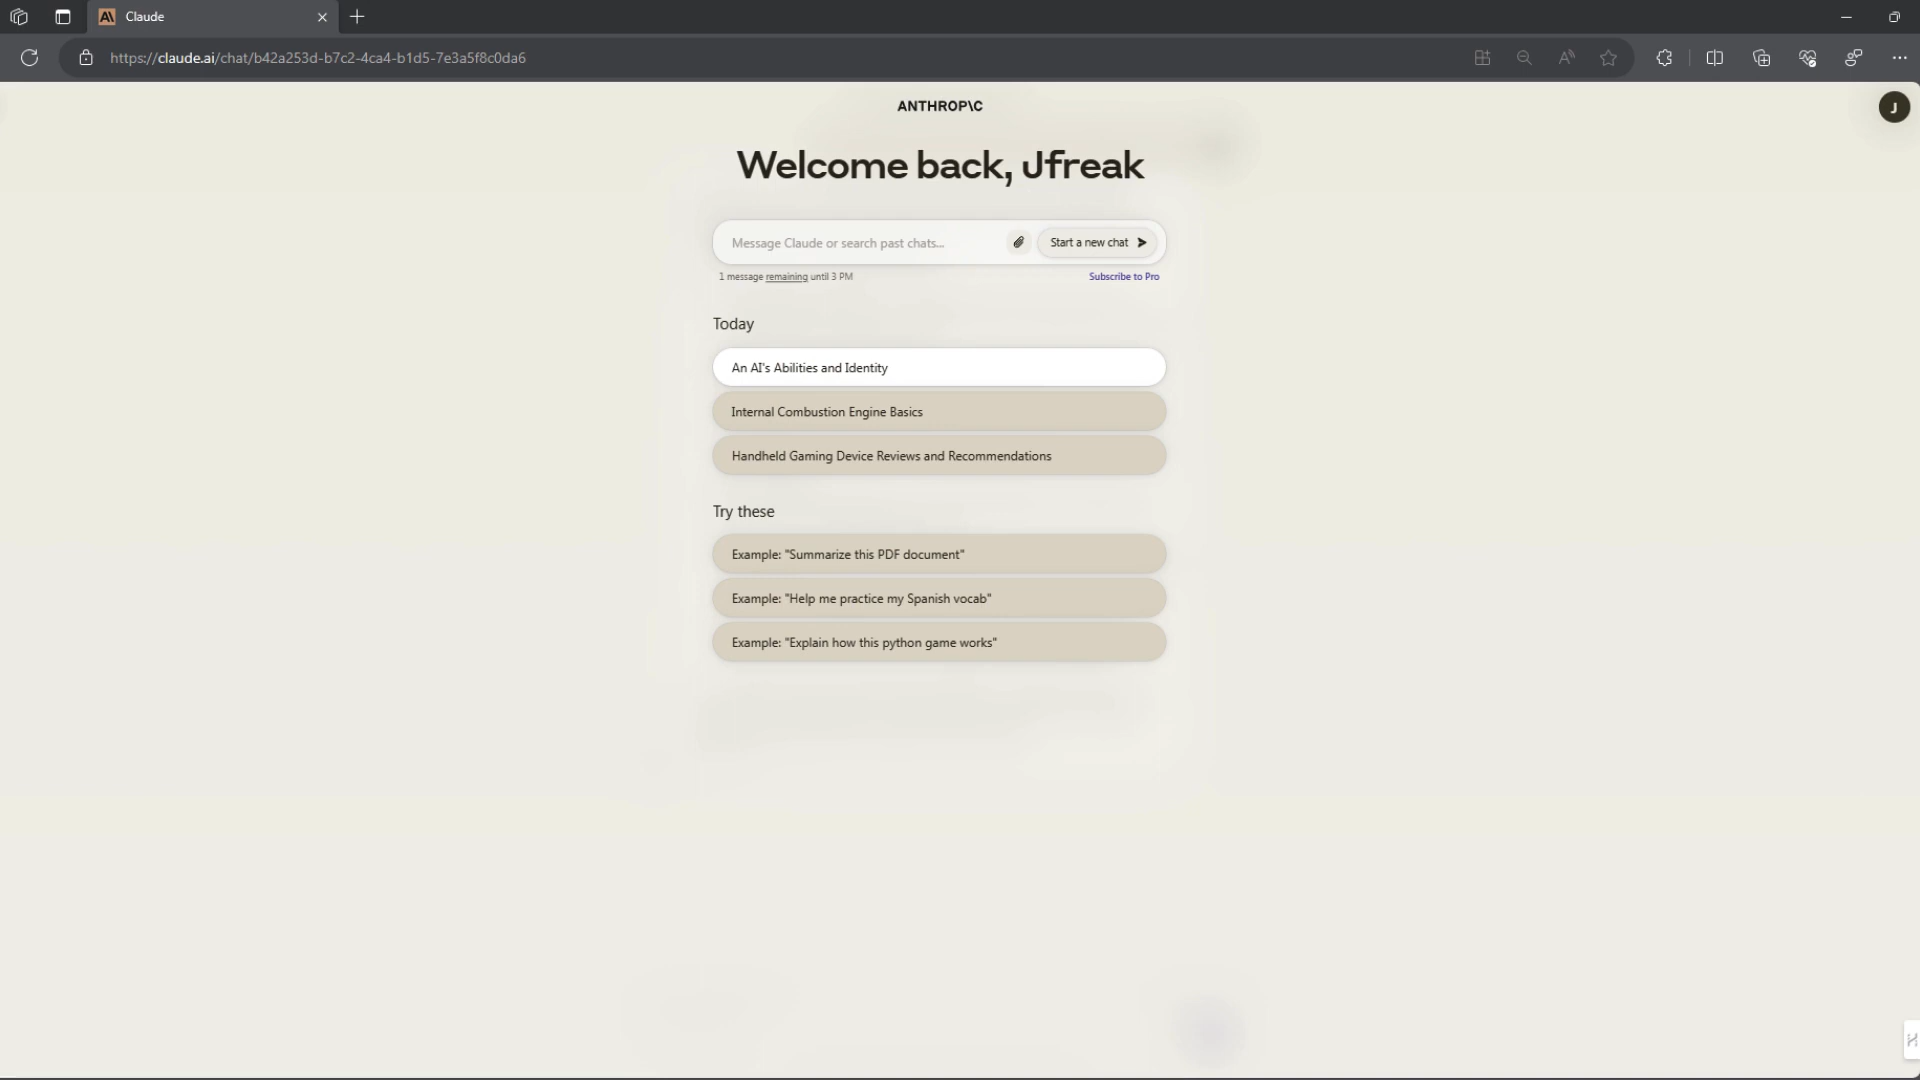 Claude
https://claude.ai/chat/b42a253d-b7c2-4ca4-b1d5-7e3a5f8c0da6
ANTHROP\C
J
Welcome back, Jfreak
Message Claude or search past chats...
Start a new chat
1 message remaining until 3 PM
Subscribe to Pro
Today
An AI's Abilities and Identity
Internal Combustion Engine Basics
Handheld Gaming Device Reviews and Recommendations
Try these
Example: "Summarize this PDF document"
Example: "Help me practice my Spanish vocab"
Example: "Explain how this python game works"